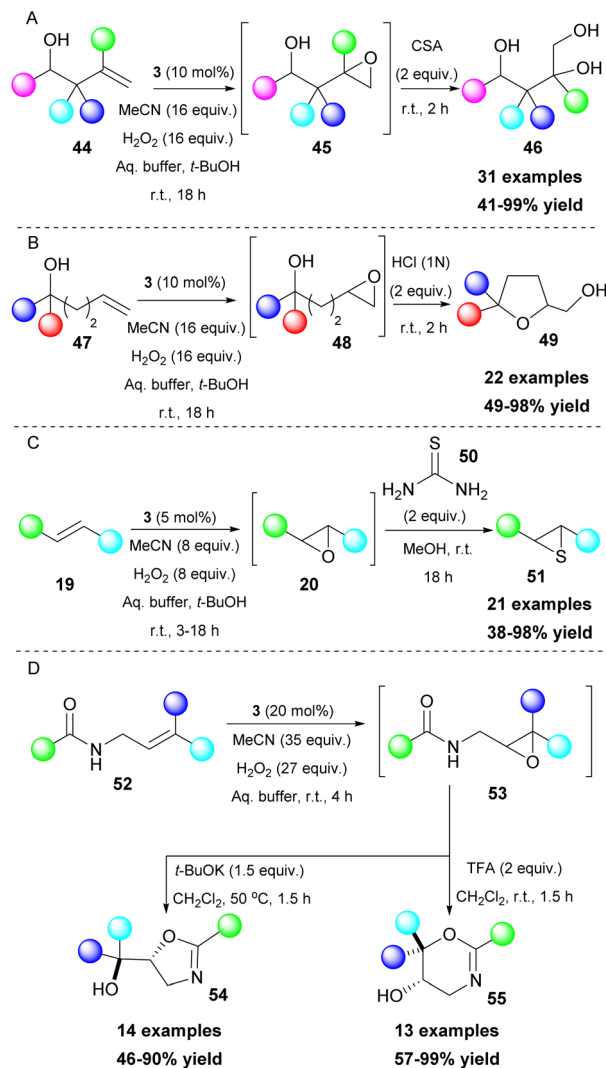 A
OH
3 (10 mol%)
MeCN (16 equiv.)
H2O2 (16 equiv.)
Aq. buffer, t-BuOH
r.t., 18 h
44
OH
O
45
CSA
(2 equiv.)
r.t., 2 h
OH
OH
OH
46
31 examples
41-99% yield
B
OH
2
47
3 (10 mol%)
MeCN (16 equiv.)
H2O2 (16 equiv.)
Aq. buffer, t-BuOH
r.t., 18 h
OH
O
2
48
HCl (1N)
(2 equiv.)
r.t., 2 h
OH
O
49
22 examples
49-98% yield
C
19
3 (5 mol%)
MeCN (8 equiv.)
H2O2 (8 equiv.)
Aq. buffer, t-BuOH
r.t., 3-18 h
O
20
S
50
H2N NH2
(2 equiv.)
MeOH, r.t.
18 h
S
51
21 examples
38-98% yield
D
O
N
H
52
3 (20 mol%)
MeCN (35 equiv.)
H2O2 (27 equiv.)
Aq. buffer, r.t., 4 h
O
N
H
O
53
t-BuOK (1.5 equiv.)
CH2Cl2, 50 °C, 1.5 h
TFA (2 equiv.)
CH2Cl2, r.t., 1.5 h
O
N
HO
54
14 examples
46-90% yield
O
N
HO
55
13 examples
57-99% yield